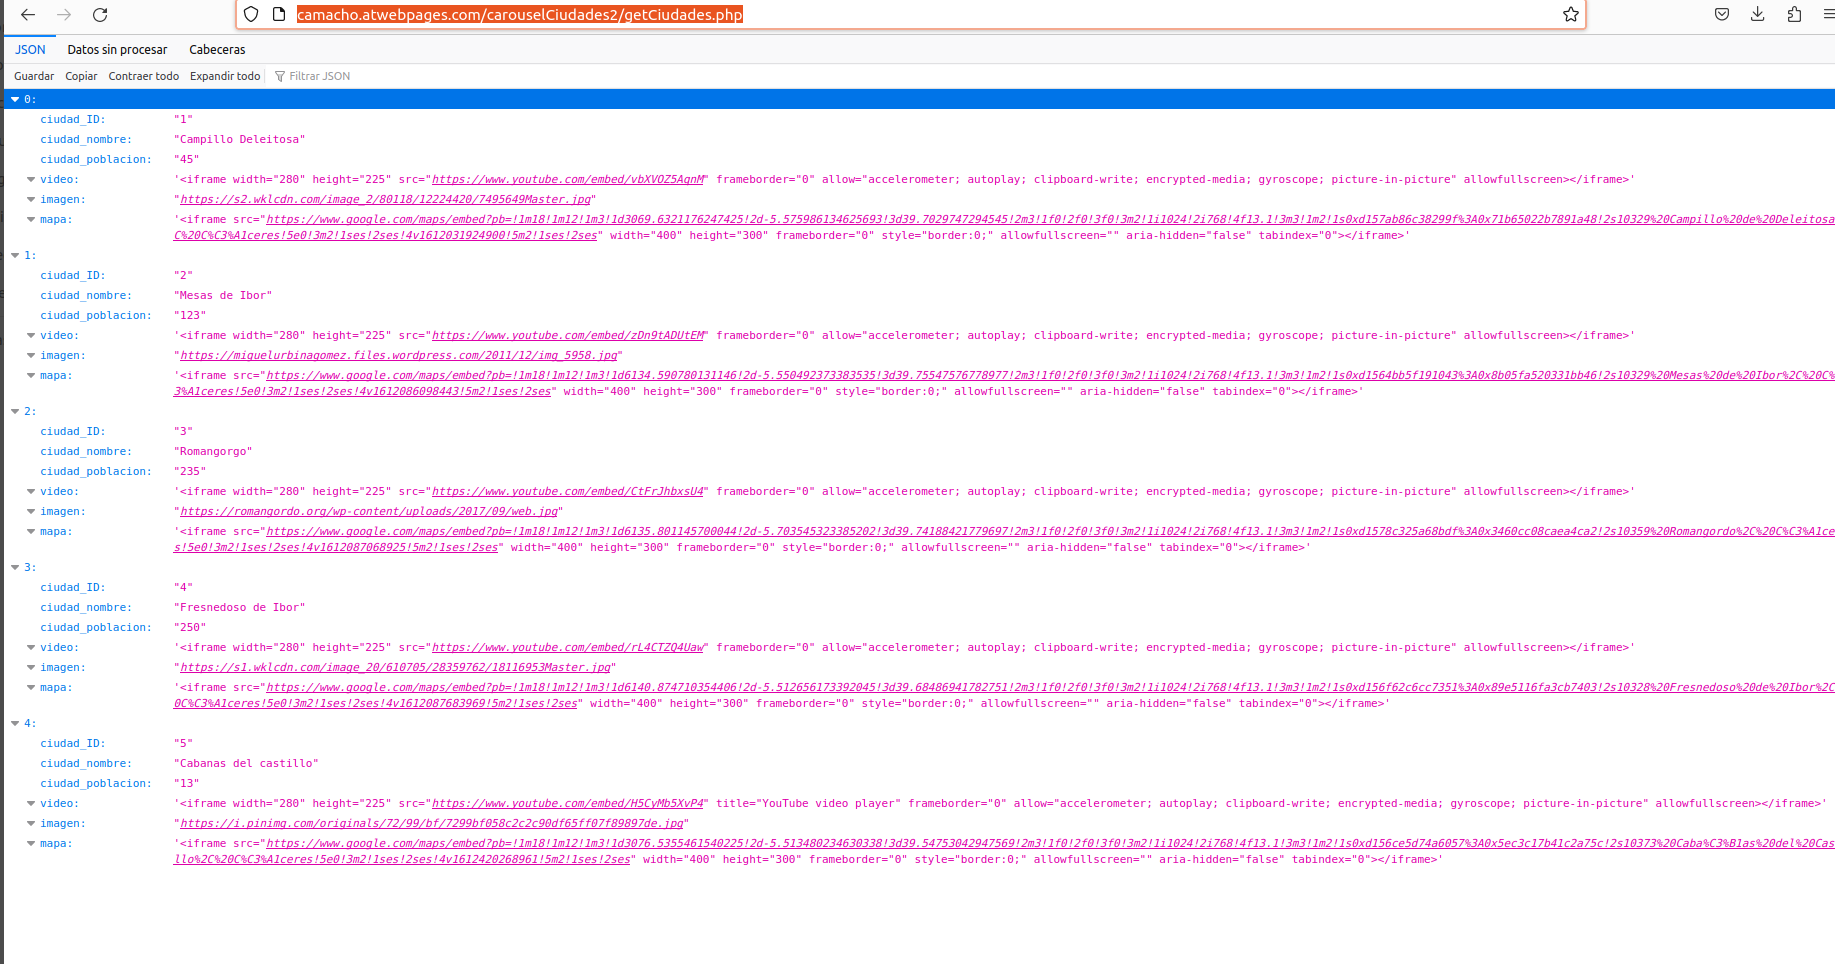 camacho.atwebpages.com/carouselCiudades2/getCiudades.php
JSON Datos sin procesar Cabeceras
Guardar Copiar Contraer todo Expandir todo Filtrar JSON
0:
ciudad_ID: "1"
ciudad_nombre: "Campillo Deleitosa"
ciudad_poblacion: "45"
video: '<iframe width="280" height="225" src="https://www.youtube.com/embed/vbXVOZ5AgnM" frameborder="0" allow="accelerometer; autoplay; clipboard-write; encrypted-media; gyroscope; picture-in-picture" allowfullscreen></iframe>'
imagen: "https://s2.wklcdn.com/image_2/80118/12224420/7495649Master.jpg"
mapa: '<iframe src="https://www.google.com/maps/embed?pb=!1m18!1m12!1m3!1d3069.6321176247425!2d-5.575986134625693!3d39.7029747294545!2m3!1f0!2f0!3f0!3m2!1i1024!2i768!4f13.1!3m3!1m2!1s0xd157ab86c38299f%3A0x71b65022b7891a48!2s10329%20Campillo%20de%20Deleitosa
C%20C%C3%A1ceres!5e0!3m2!1ses!2ses!4v1612031924900!5m2!1ses!2ses" width="400" height="300" frameborder="0" style="border:0;" allowfullscreen="" aria-hidden="false" tabindex="0"></iframe>'
1:
ciudad_ID: "2"
ciudad_nombre: "Mesas de Ibor"
ciudad_poblacion: "123"
video: '<iframe width="280" height="225" src="https://www.youtube.com/embed/zDn9tADUtEM" frameborder="0" allow="accelerometer; autoplay; clipboard-write; encrypted-media; gyroscope; picture-in-picture" allowfullscreen></iframe>'
imagen: "https://miguelurbinagomez.files.wordpress.com/2011/12/img_5958.jpg"
mapa: '<iframe src="https://www.google.com/maps/embed?pb=!1m18!1m12!1m3!1d6134.590780131146!2d-5.550492373383535!3d39.75547576778977!2m3!1f0!2f0!3f0!3m2!1i1024!2i768!4f13.1!3m3!1m2!1s0xd1564bb5f191043%3A0x8b05fa520331bb46!2s10329%20Mesas%20de%20Ibor%2C%20C%
3%A1ceres!5e0!3m2!1ses!2ses!4v1612086098443!5m2!1ses!2ses" width="400" height="300" frameborder="0" style="border:0;" allowfullscreen="" aria-hidden="false" tabindex="0"></iframe>'
2:
ciudad_ID: "3"
ciudad_nombre: "Romangorgo"
ciudad_poblacion: "235"
video: '<iframe width="280" height="225" src="https://www.youtube.com/embed/CtFrJhbxsU4" frameborder="0" allow="accelerometer; autoplay; clipboard-write; encrypted-media; gyroscope; picture-in-picture" allowfullscreen></iframe>'
imagen: "https://romangordo.org/wp-content/uploads/2017/09/web.jpg"
mapa: '<iframe src="https://www.google.com/maps/embed?pb=!1m18!1m12!1m3!1d6135.801145700044!2d-5.703545323385202!3d39.74188421779697!2m3!1f0!2f0!3f0!3m2!1i1024!2i768!4f13.1!3m3!1m2!1s0xd1578c325a68bdf%3A0x3460cc08caea4ca2!2s10359%20Romangordo%2C%20C%C3%A1ce
s!5e0!3m2!1ses!2ses!4v1612087068925!5m2!1ses!2ses" width="400" height="300" frameborder="0" style="border:0;" allowfullscreen="" aria-hidden="false" tabindex="0"></iframe>'
3:
ciudad_ID: "4"
ciudad_nombre: "Fresnedoso de Ibor"
ciudad_poblacion: "250"
video: '<iframe width="280" height="225" src="https://www.youtube.com/embed/rL4CTZQ4Uaw" frameborder="0" allow="accelerometer; autoplay; clipboard-write; encrypted-media; gyroscope; picture-in-picture" allowfullscreen></iframe>'
imagen: "https://s1.wklcdn.com/image_20/610705/28359762/18116953Master.jpg"
mapa: '<iframe src="https://www.google.com/maps/embed?pb=!1m18!1m12!1m3!1d6140.874710354406!2d-5.512656173392045!3d39.68486941782751!2m3!1f0!2f0!3f0!3m2!1i1024!2i768!4f13.1!3m3!1m2!1s0xd156f62c6cc7351%3A0x89e5116fa3cb7403!2s10328%20Fresnedoso%20de%20Ibor%2C
0C%C3%A1ceres!5e0!3m2!1ses!2ses!4v1612087683969!5m2!1ses!2ses" width="400" height="300" frameborder="0" style="border:0;" allowfullscreen="" aria-hidden="false" tabindex="0"></iframe>'
4:
ciudad_ID: "5"
ciudad_nombre: "Cabanas del castillo"
ciudad_poblacion: "13"
video: '<iframe width="280" height="225" src="https://www.youtube.com/embed/H5CyMb5XvP4" title="YouTube video player" frameborder="0" allow="accelerometer; autoplay; clipboard-write; encrypted-media; gyroscope; picture-in-picture" allowfullscreen></iframe>'
imagen: "https://i.pinimg.com/originals/72/99/bf/7299bf058c2c2c90df65ff07f89897de.jpg"
mapa: '<iframe src="https://www.google.com/maps/embed?pb=!1m18!1m12!1m3!1d3076.5355461540225!2d-5.513480234630338!3d39.54753042947569!2m3!1f0!2f0!3f0!3m2!1i1024!2i768!4f13.1!3m3!1m2!1s0xd156ce5d74a6057%3A0x5ec3c17b41c2a75c!2s10373%20Caba%C3%B1as%20del%20Cas
llo%2C%20C%C3%A1ceres!5e0!3m2!1ses!2ses!4v1612420268961!5m2!1ses!2ses" width="400" height="300" frameborder="0" style="border:0;" allowfullscreen="" aria-hidden="false" tabindex="0"></iframe>'